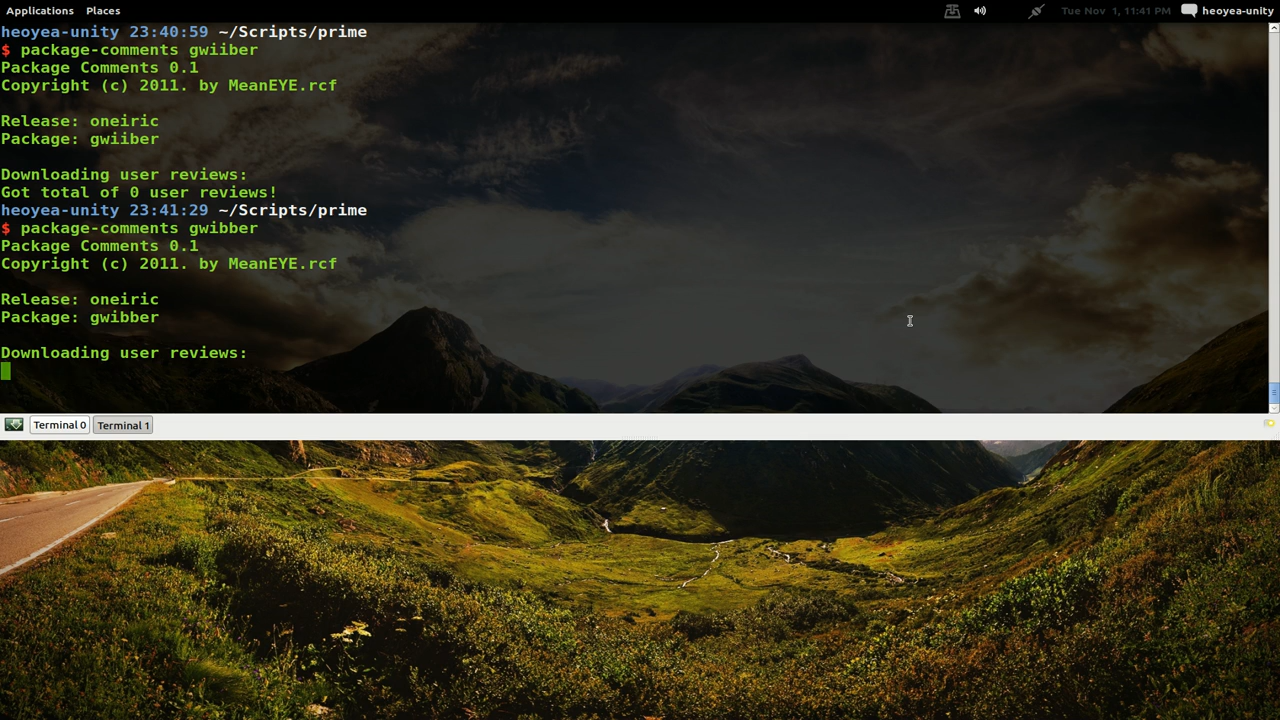 Applications Places Tue Nov 1, 11:41 PM heoyea-unity
heoyea-unity 23:40:59 ~/Scripts/prime
$ package-comments gwiiber
Package Comments 0.1
Copyright (c) 2011. by MeanEYE.rcf
Release: oneiric
Package: gwiiber
Downloading user reviews:
Got total of 0 user reviews!
heoyea-unity 23:41:29 ~/Scripts/prime
$ package-comments gwibber
Package Comments 0.1
Copyright (c) 2011. by MeanEYE.rcf
Release: oneiric
Package: gwibber
Downloading user reviews:
Terminal 0 Terminal 1